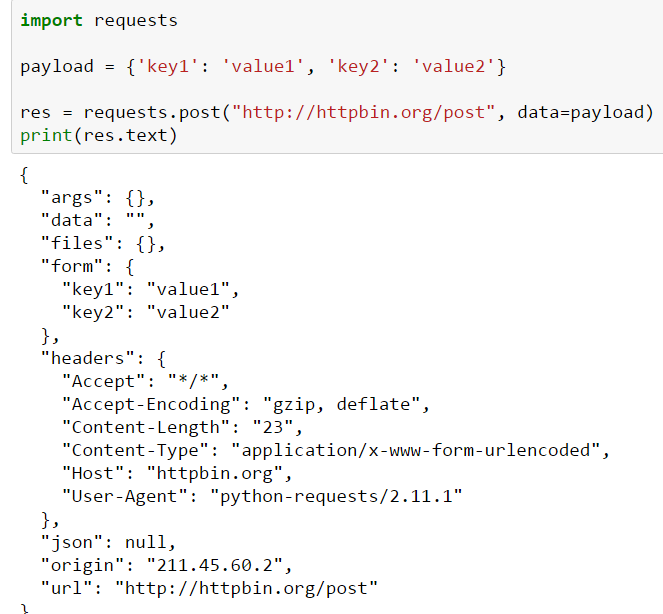 import requests
payload = {'key1': 'value1', 'key2': 'value2'}
res = requests.post("http://httpbin.org/post", data=payload)
print(res.text)
{
  "args": {},
  "data": "",
  "files": {},
  "form": {
    "key1": "value1",
    "key2": "value2"
  },
  "headers": {
    "Accept": "*/*",
    "Accept-Encoding": "gzip, deflate",
    "Content-Length": "23",
    "Content-Type": "application/x-www-form-urlencoded",
    "Host": "httpbin.org",
    "User-Agent": "python-requests/2.11.1"
  },
  "json": null,
  "origin": "211.45.60.2",
  "url": "http://httpbin.org/post"
}